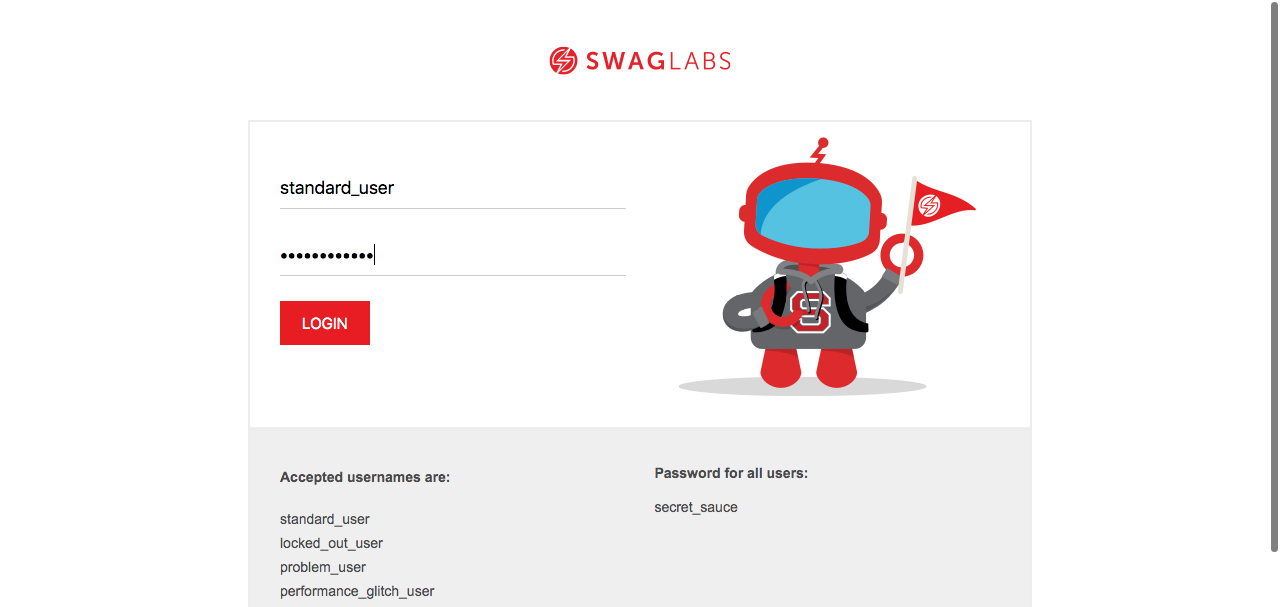 SWAGLABS
standard_user
••••••••••••
LOGIN
S
Accepted usernames are:
standard_user
locked_out_user
problem_user
performance_glitch_user
Password for all users:
secret_sauce